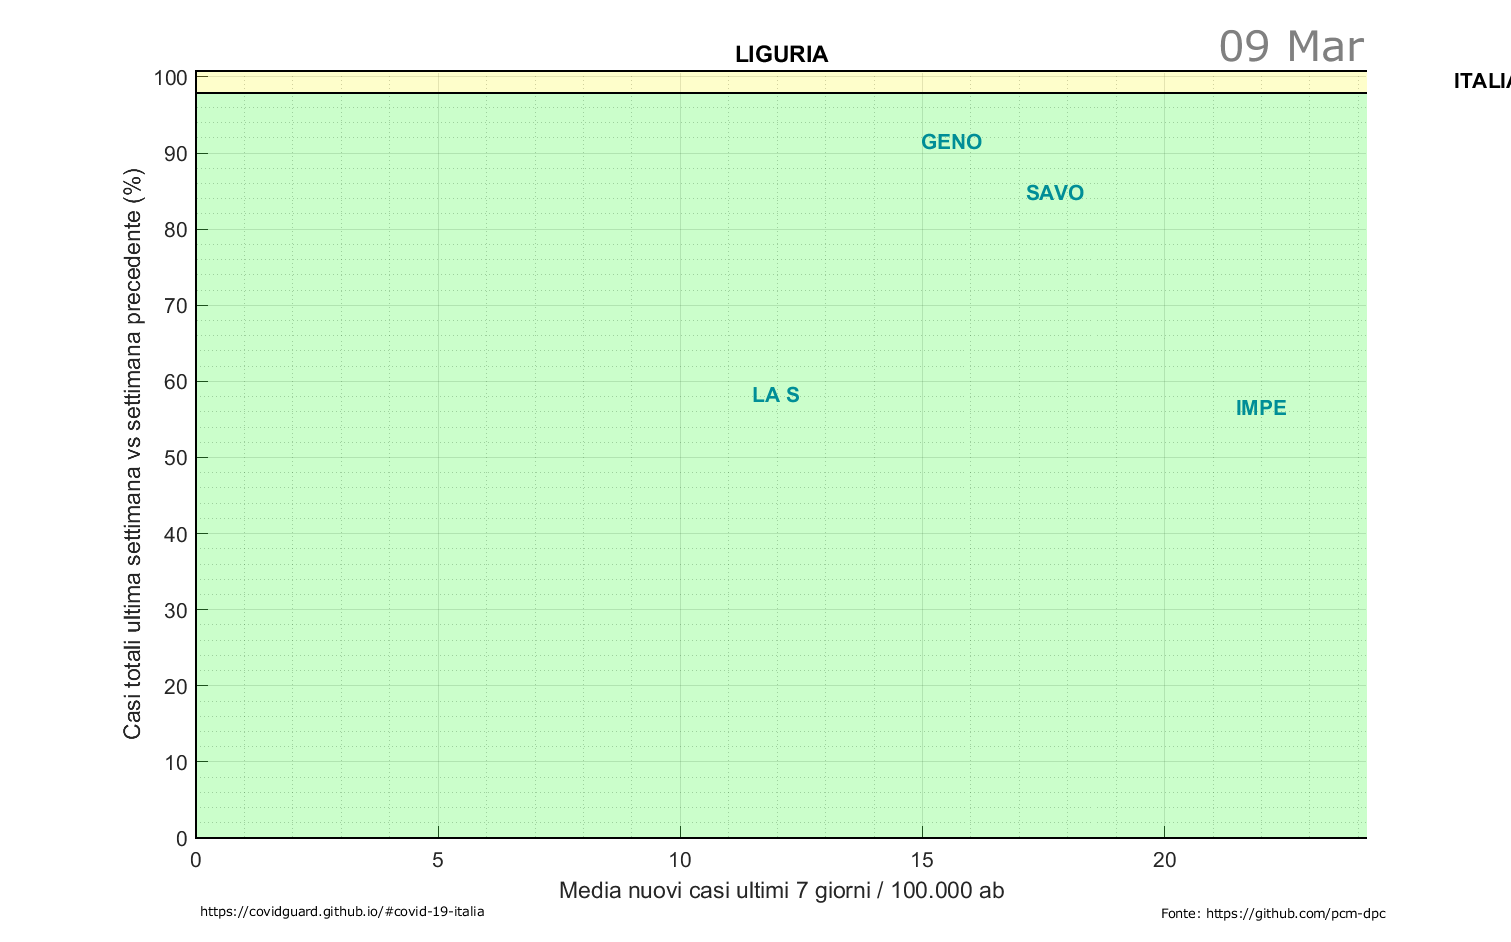 09 Mar
LIGURIA
ITALIA
100
90
80
70
60
50
40
30
20
10
0
Casi totali ultima settimana vs settimana precedente (%)
GENO
SAVO
LA S
IMPE
0 5 10 15 20
Media nuovi casi ultimi 7 giorni / 100.000 ab
https://covidguard.github.io/#covid-19-italia
Fonte: https://github.com/pcm-dpc